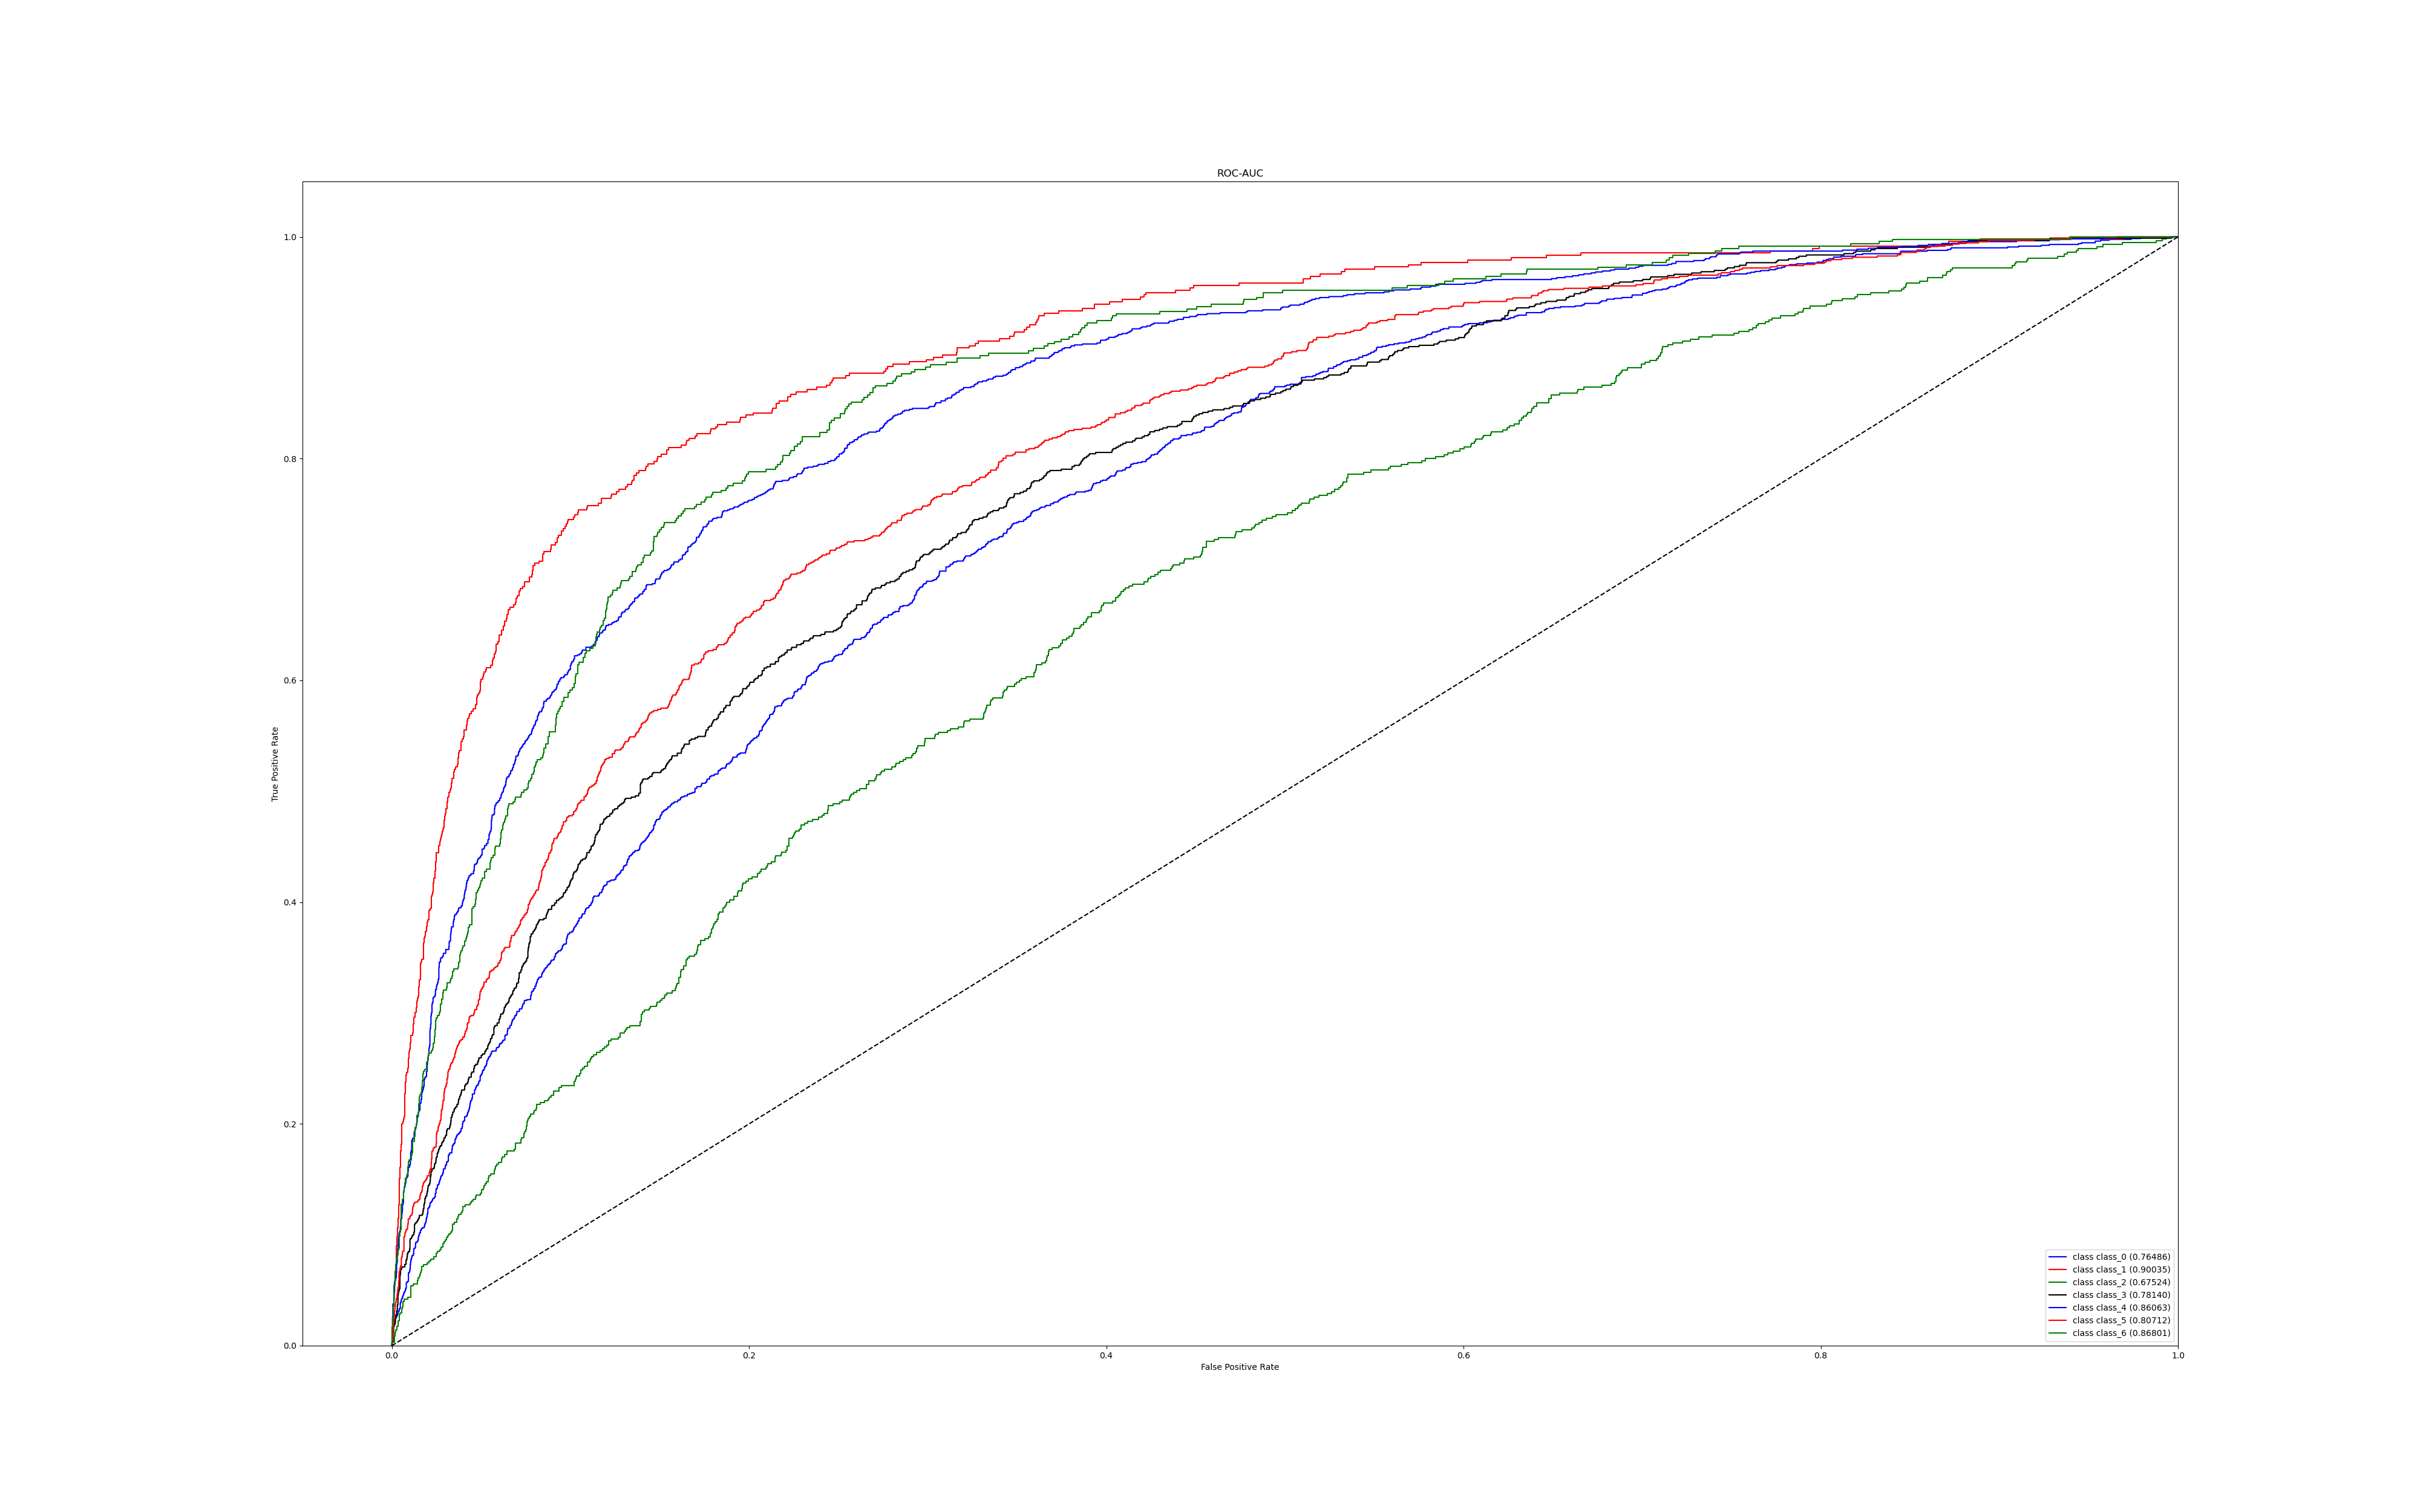 ROC-AUC
1.0
0.8
0.6
0.4
0.2
0.0
True Positive Rate
0.0 0.2 0.4 0.6 0.8 1.0
False Positive Rate
class class_0 (0.76486)
class class_1 (0.90035)
class class_2 (0.67524)
class class_3 (0.78140)
class class_4 (0.86063)
class class_5 (0.80712)
class class_6 (0.86801)